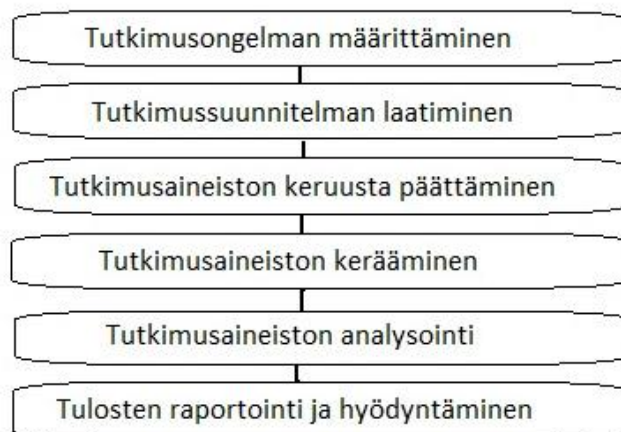 Tutkimusongelman määrittäminen
Tutkimussuunnitelman laatiminen
Tutkimusaineiston keruusta päättäminen
Tutkimusaineiston kerääminen
Tutkimusaineiston analysointi
Tulosten raportointi ja hyödyntäminen